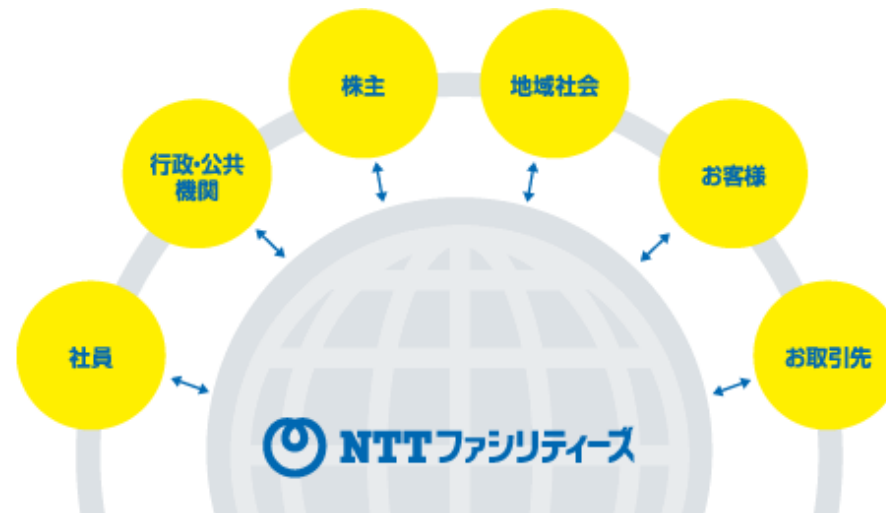 株主
地域社会
行政・公共
機関
お客様
社員
お取引先
NTTファシリティーズ